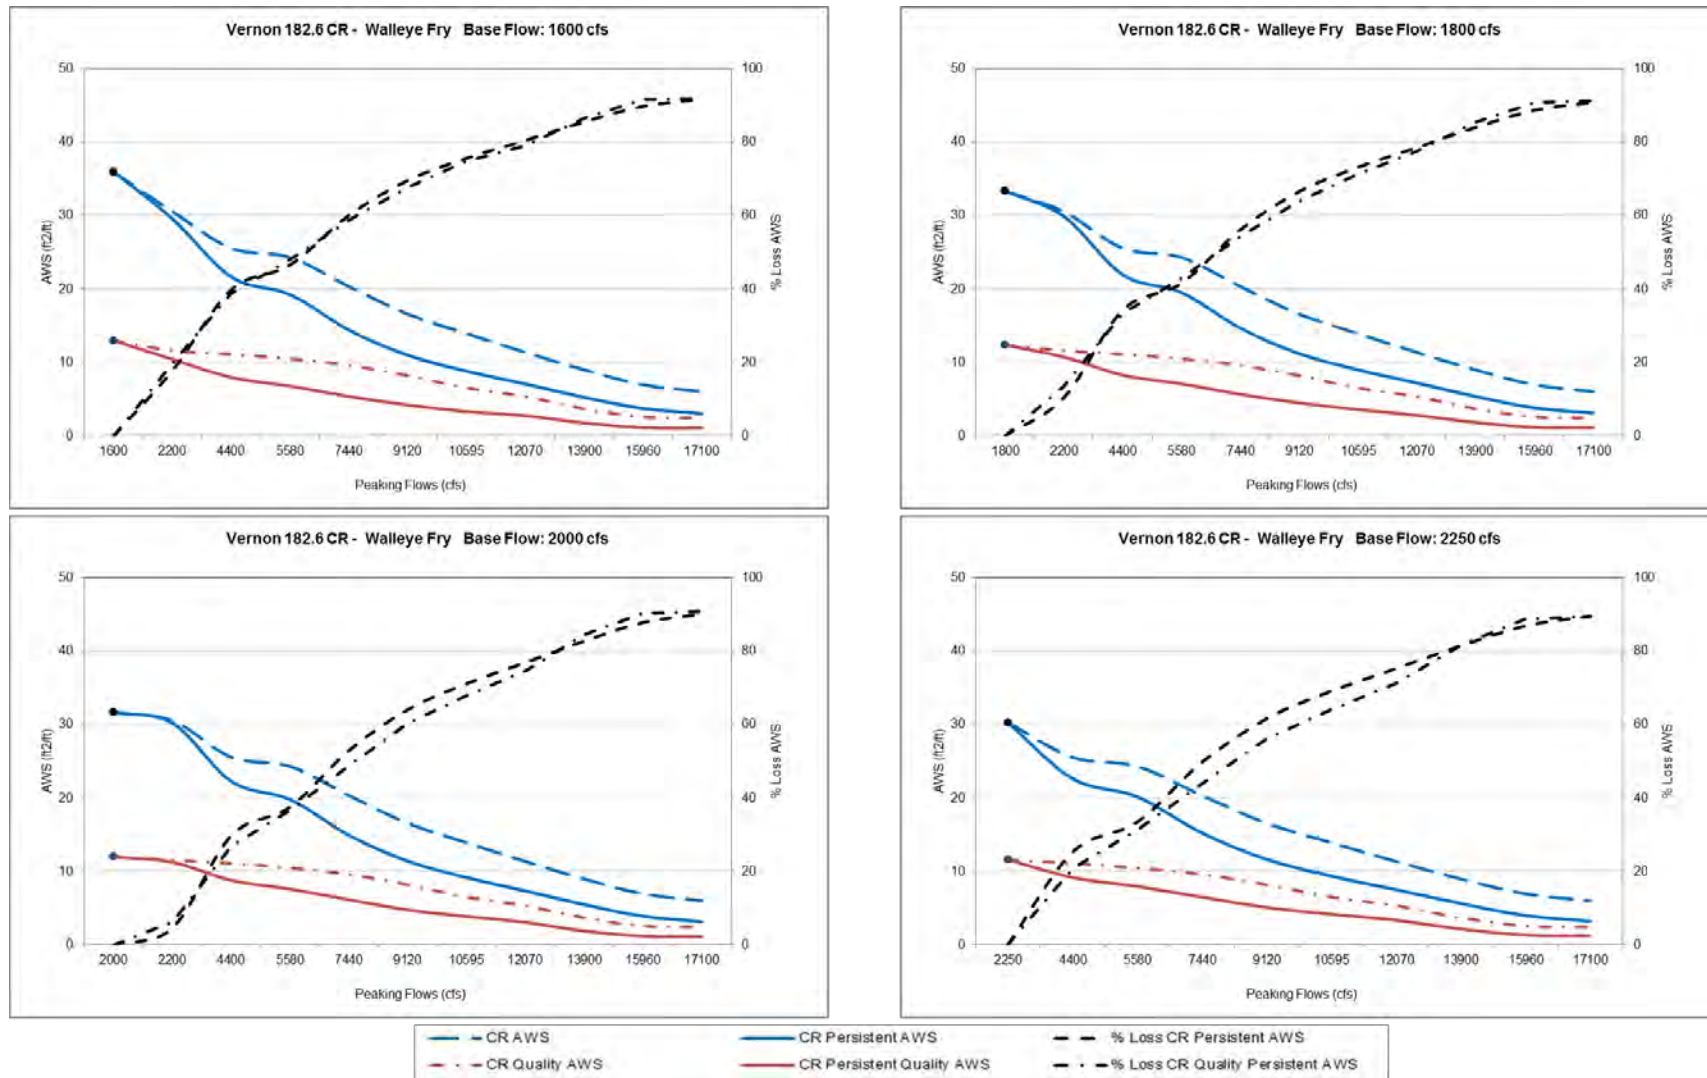 Vernon 182.6 CR - Walleye Fry Base Flow: 1600 cfs
50
40
30
20
10
0
AWS (ft2/ft)
100
80
60
40
20
0
% Loss AWS
1600 2200 4400 5580 7440 9120 10595 12070 13900 15960 17100
Peaking Flows (cfs)
Vernon 182.6 CR - Walleye Fry Base Flow: 1800 cfs
50
40
30
20
10
0
AWS (ft2/ft)
100
80
60
40
20
0
% Loss AWS
1800 2200 4400 5580 7440 9120 10595 12070 13900 15960 17100
Peaking Flows (cfs)
Vernon 182.6 CR - Walleye Fry Base Flow: 2000 cfs
50
40
30
20
10
0
AWS (ft2/ft)
100
80
60
40
20
0
% Loss AWS
2000 2200 4400 5580 7440 9120 10595 12070 13900 15960 17100
Peaking Flows (cfs)
Vernon 182.6 CR - Walleye Fry Base Flow: 2250 cfs
50
40
30
20
10
0
AWS (ft2/ft)
100
80
60
40
20
0
% Loss AWS
2250 4400 5580 7440 9120 10595 12070 13900 15960 17100
Peaking Flows (cfs)
CR AWS CR Persistent AWS % Loss CR Persistent AWS
CR Quality AWS CR Persistent Quality AWS % Loss CR Quality Persistent AWS